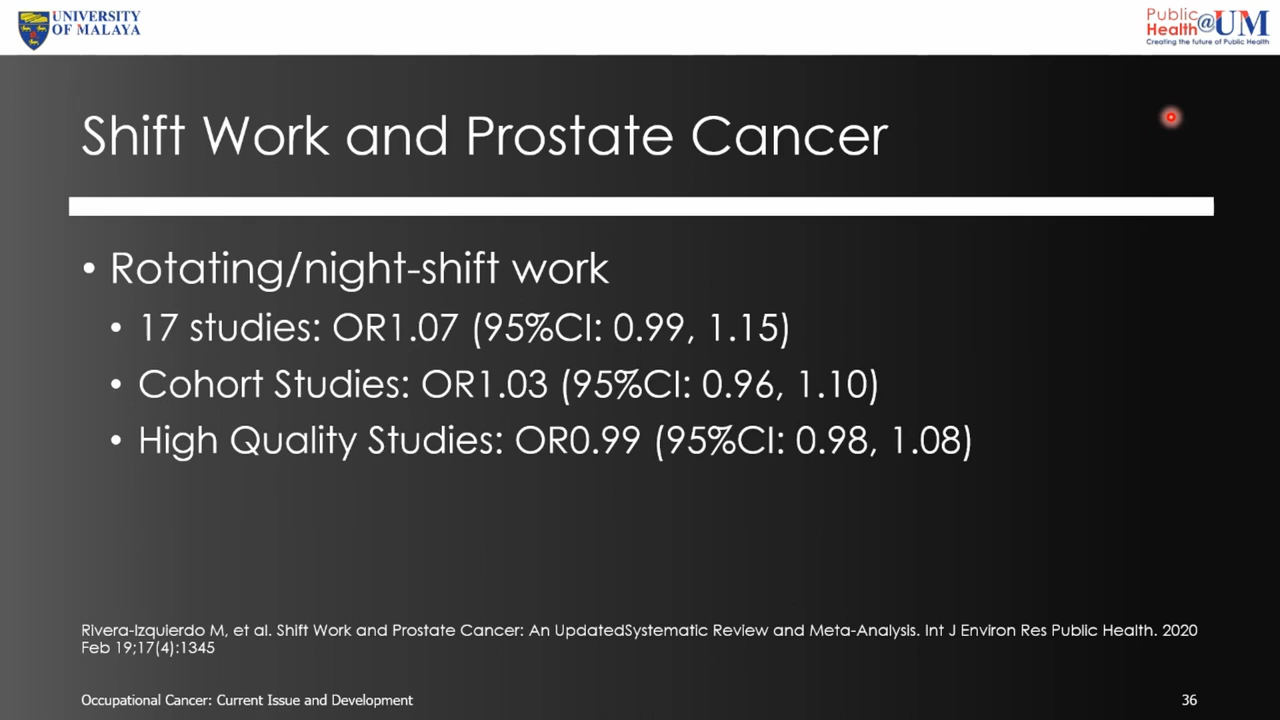 UNIVERSITY
OF MALAYA
Public
Health@UM
Creating the future of Public Health
Shift Work and Prostate Cancer
• Rotating/night-shift work
• 17 studies: OR1.07 (95%CI: 0.99, 1.15)
• Cohort Studies: OR1.03 (95%CI: 0.96, 1.10)
• High Quality Studies: OR0.99 (95%CI: 0.98, 1.08)
Rivera-Izquierdo M, et al. Shift Work and Prostate Cancer: An UpdatedSystematic Review and Meta-Analysis. Int J Environ Res Public Health. 2020
Feb 19;17(4):1345
Occupational Cancer: Current Issue and Development
36